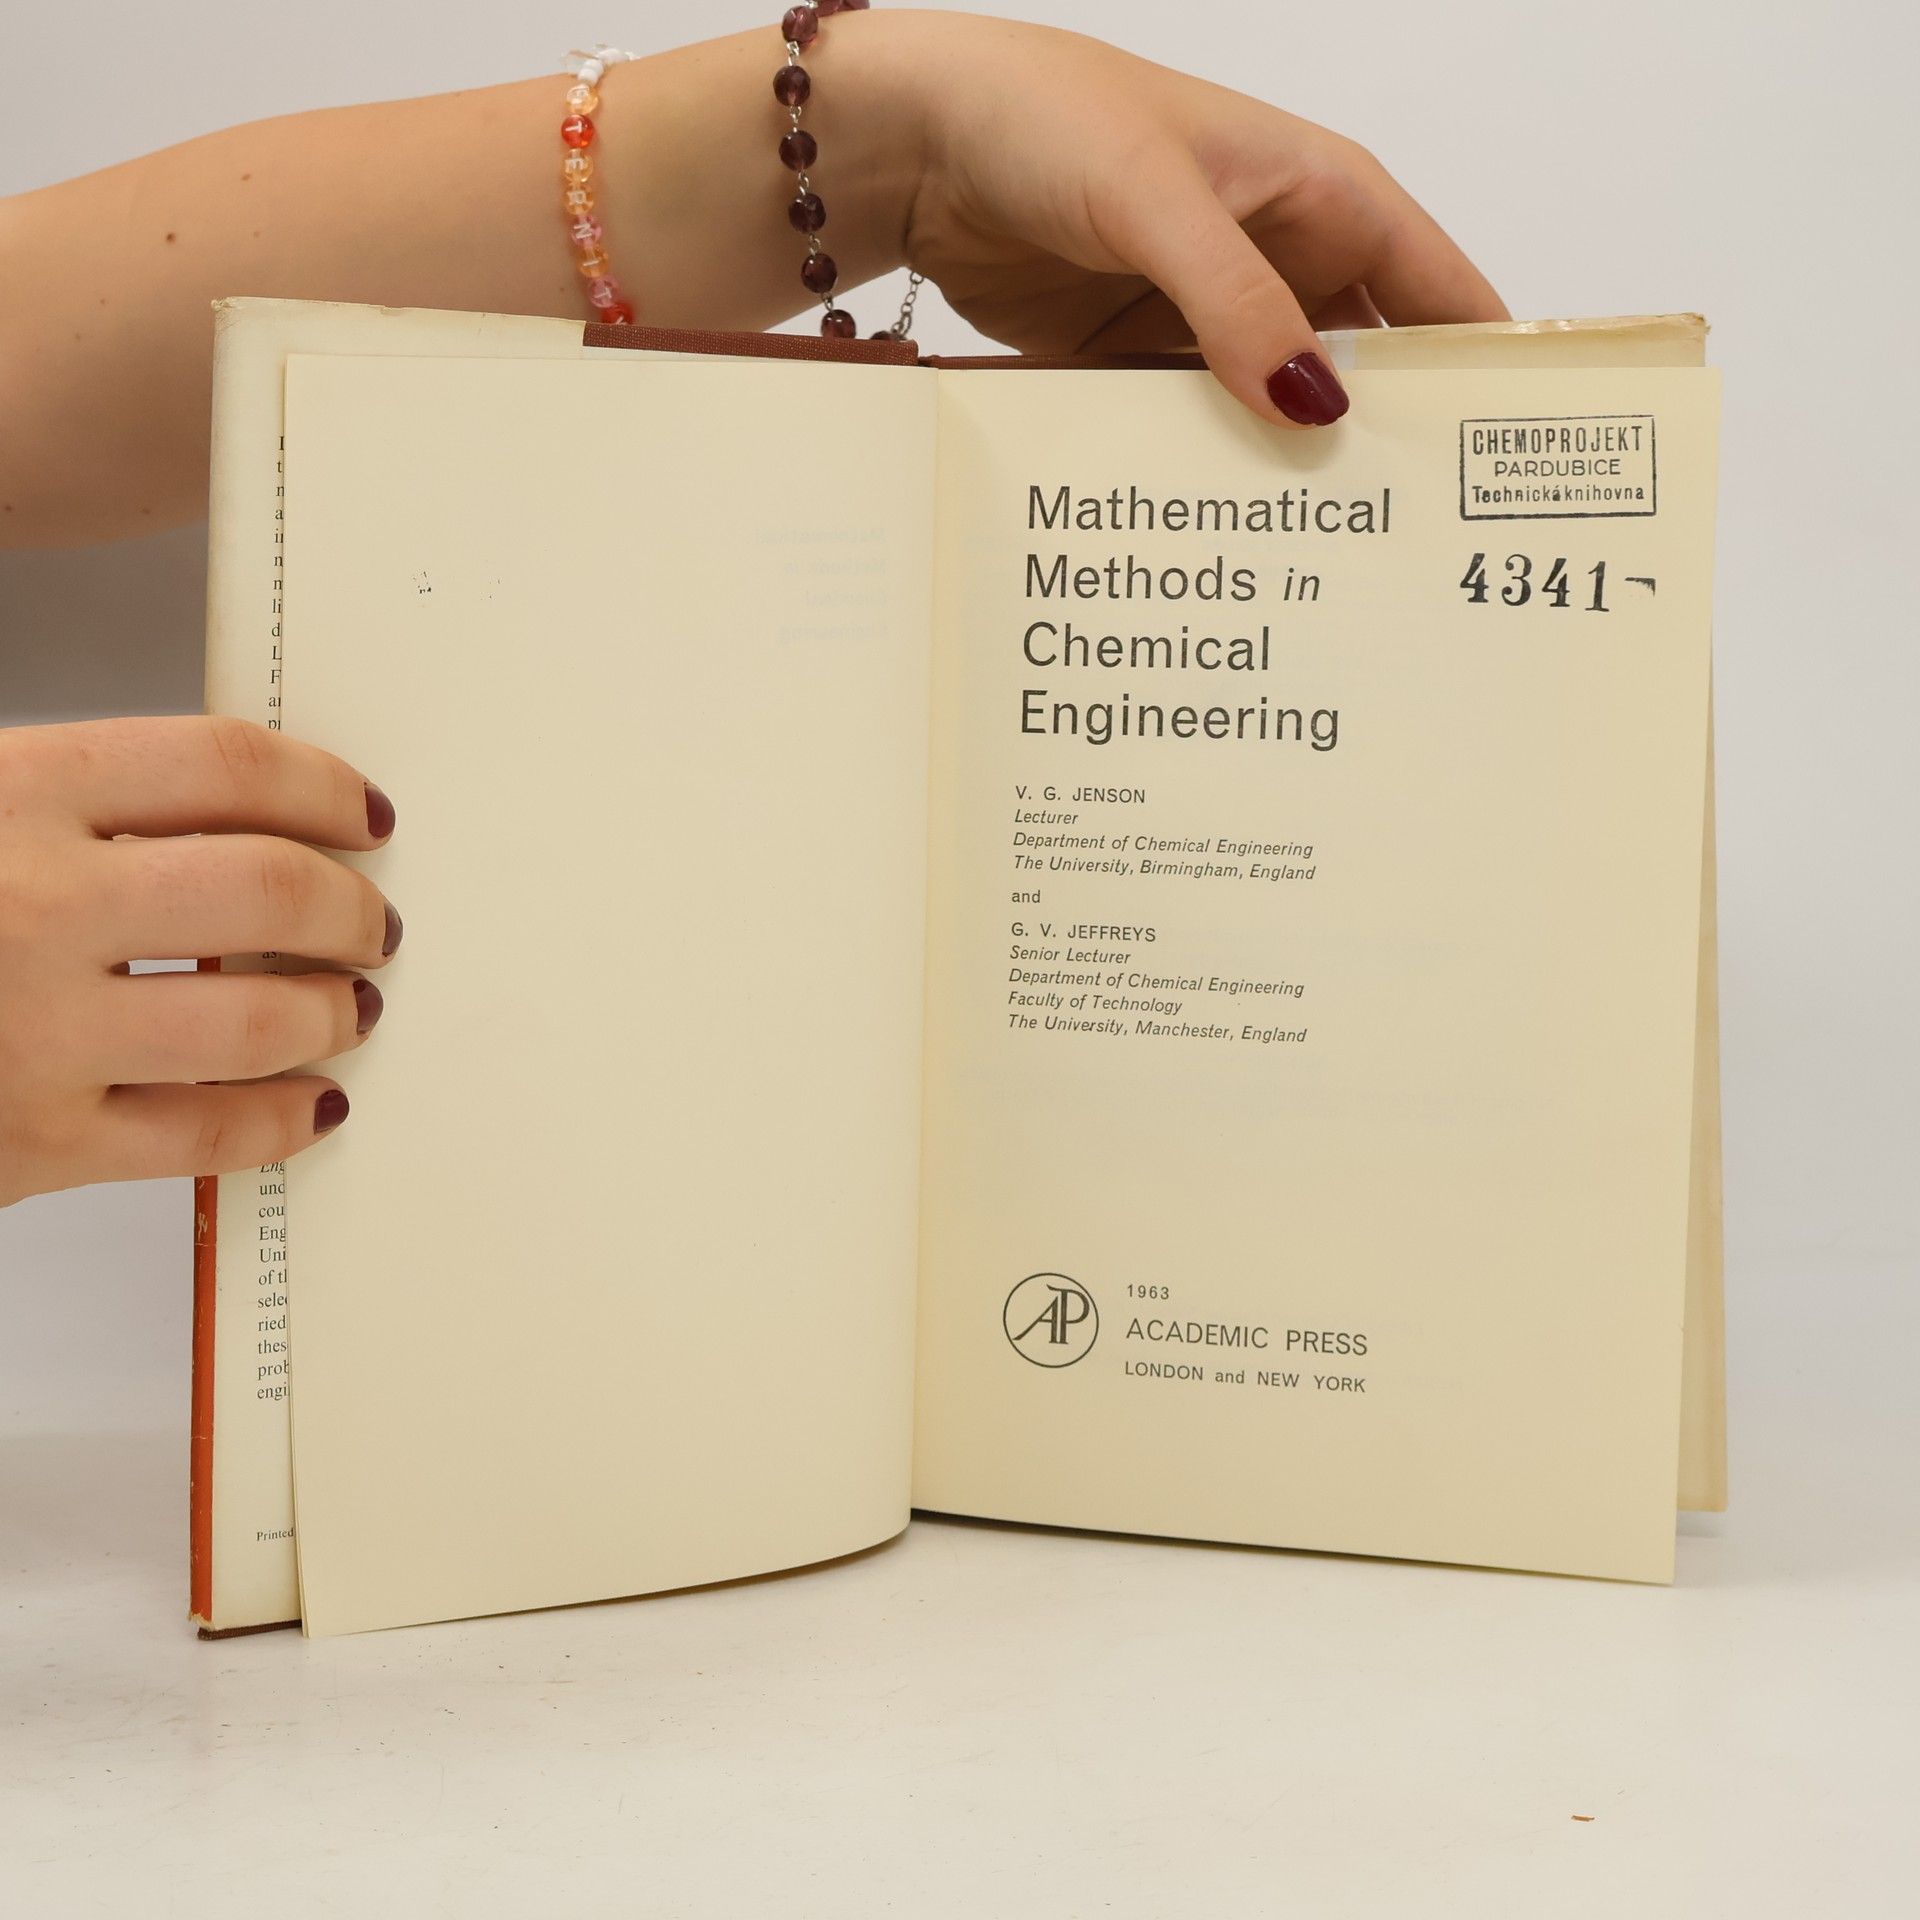 Mathematical
Methods in
Chemical
Engineering
CHEMOPROJEKT
PARDUBICE
Technická knihovna
4341
V. G. JENSON
Lecturer
Department of Chemical Engineering
The University, Birmingham, England
and
G. V. JEFFREYS
Senior Lecturer
Department of Chemical Engineering
Faculty of Technology
The University, Manchester, England
AP
1963
ACADEMIC PRESS
LONDON and NEW YORK
Printed